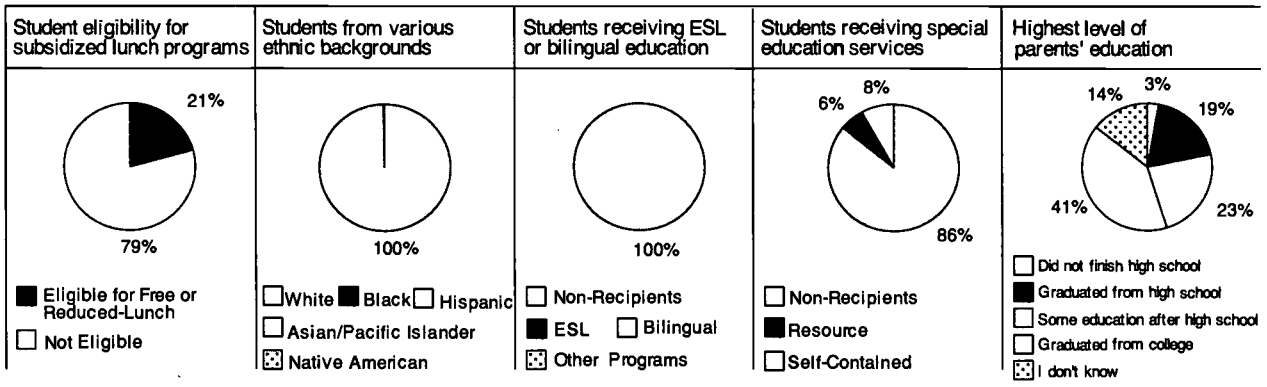 Student eligibility for
subsidized lunch programs
21%
79%
Eligible for Free or
Reduced-Lunch
Not Eligible
Students from various
ethnic backgrounds
100%
White Black Hispanic
Asian/Pacific Islander
Native American
Students receiving ESL
or bilingual education
100%
Non-Recipients
ESL Bilingual
Other Programs
Students receiving special
education services
8%
6%
86%
Non-Recipients
Resource
Self-Contained
Highest level of
parents' education
3%
14%
19%
41%
23%
Did not finish high school
Graduated from high school
Some education after high school
Graduated from college
I don't know